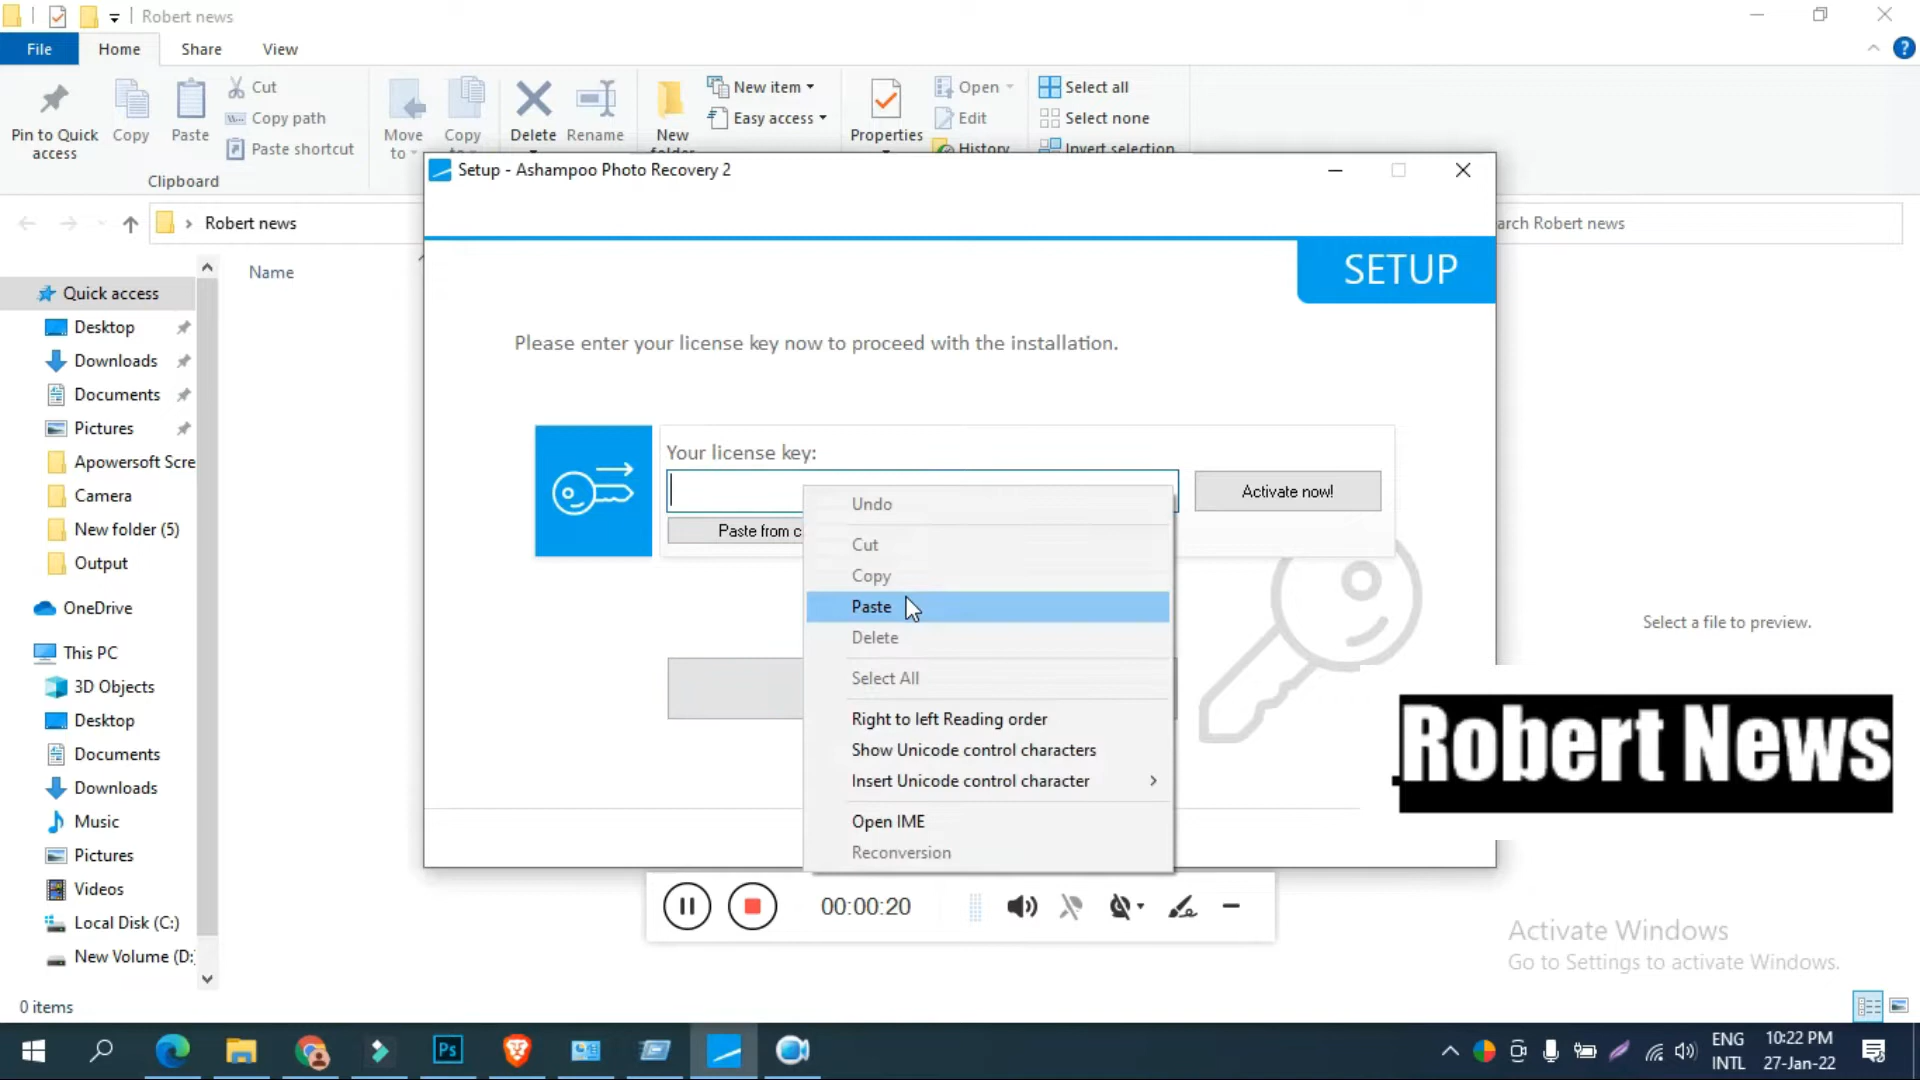 Robert news
File
Home
Share
View
Pin to Quick access
Copy
Paste
Cut
Copy path
Paste shortcut
Clipboard
Move to
Copy to
Delete
Rename
New folder
New item
Easy access
Properties
Open
Edit
History
Select all
Select none
Invert selection
Robert news
arch Robert news
Name
Quick access
Desktop
Downloads
Documents
Pictures
Apowersoft Scre
Camera
New folder (5)
Output
OneDrive
This PC
3D Objects
Desktop
Documents
Downloads
Music
Pictures
Videos
Local Disk (C:)
New Volume (D:
0 items
Setup - Ashampoo Photo Recovery 2
SETUP
Please enter your license key now to proceed with the installation.
Your license key:
Activate now!
Paste from c
Undo
Cut
Copy
Paste
Delete
Select All
Right to left Reading order
Show Unicode control characters
Insert Unicode control character
Open IME
Reconversion
Select a file to preview.
Robert News
00:00:20
Activate Windows
Go to Settings to activate Windows.
Ps
ENG
INTL
10:22 PM
27-Jan-22